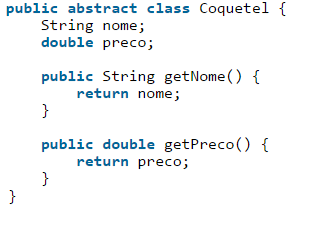 public abstract class Coquetel {
    String nome;
    double preco;

    public String getNome() {
        return nome;
    }

    public double getPreco() {
        return preco;
    }
}